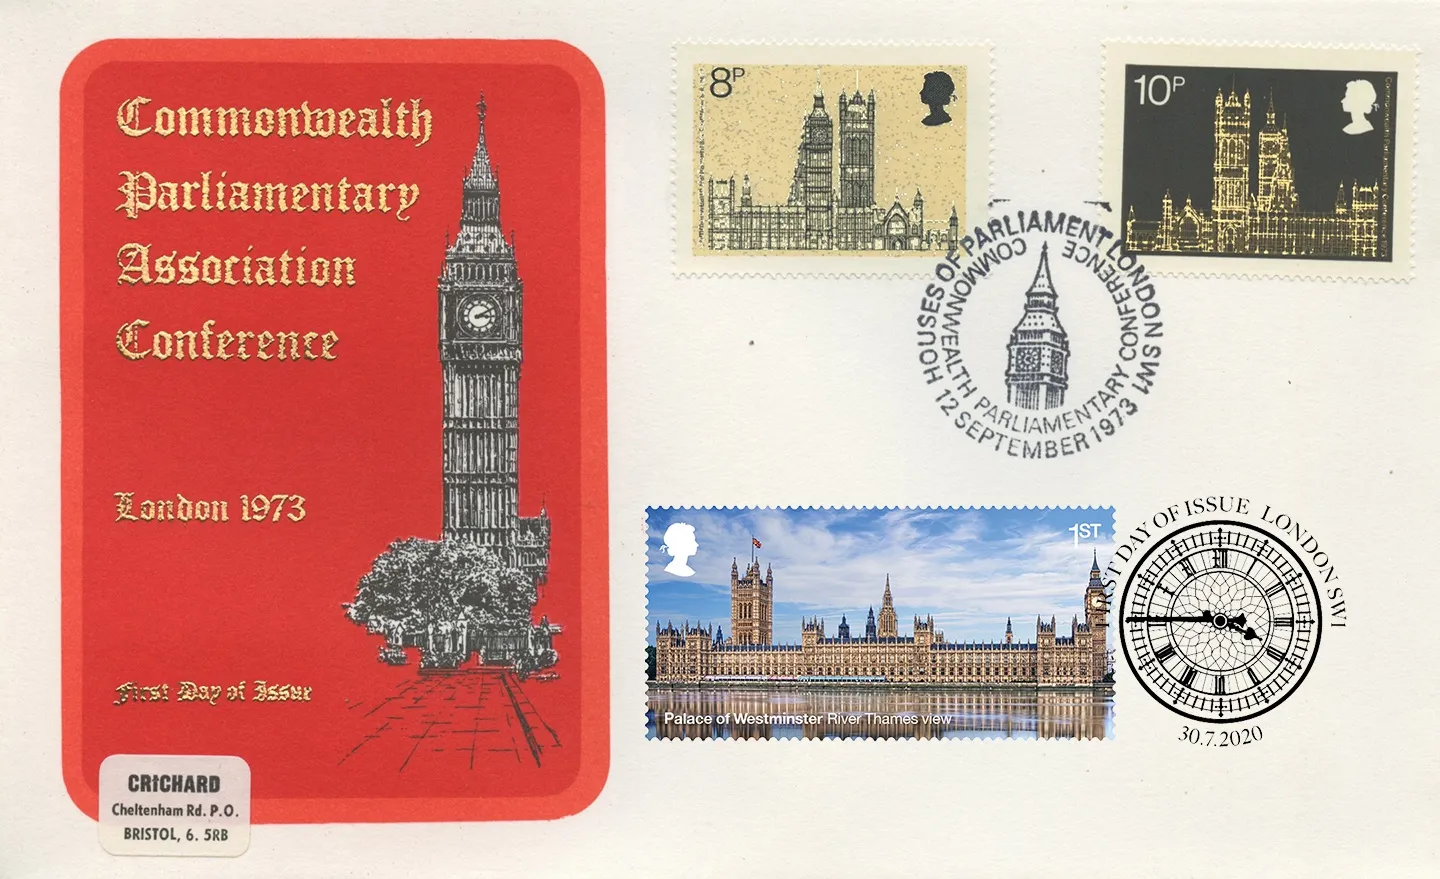 Commonwealth
Parliamentary
Association
Conference
London 1973
First Day of Issue
CRICHARD
Cheltenham Rd. P.O.
BRISTOL, 6. 5RB
8P
10P
HOUSES OF PARLIAMENT LONDON SW1
COMMONWEALTH PARLIAMENTARY CONFERENCE
12 SEPTEMBER 1973
1ST
Palace of Westminster River Thames view
FIRST DAY OF ISSUE LONDON SW1
30.7.2020